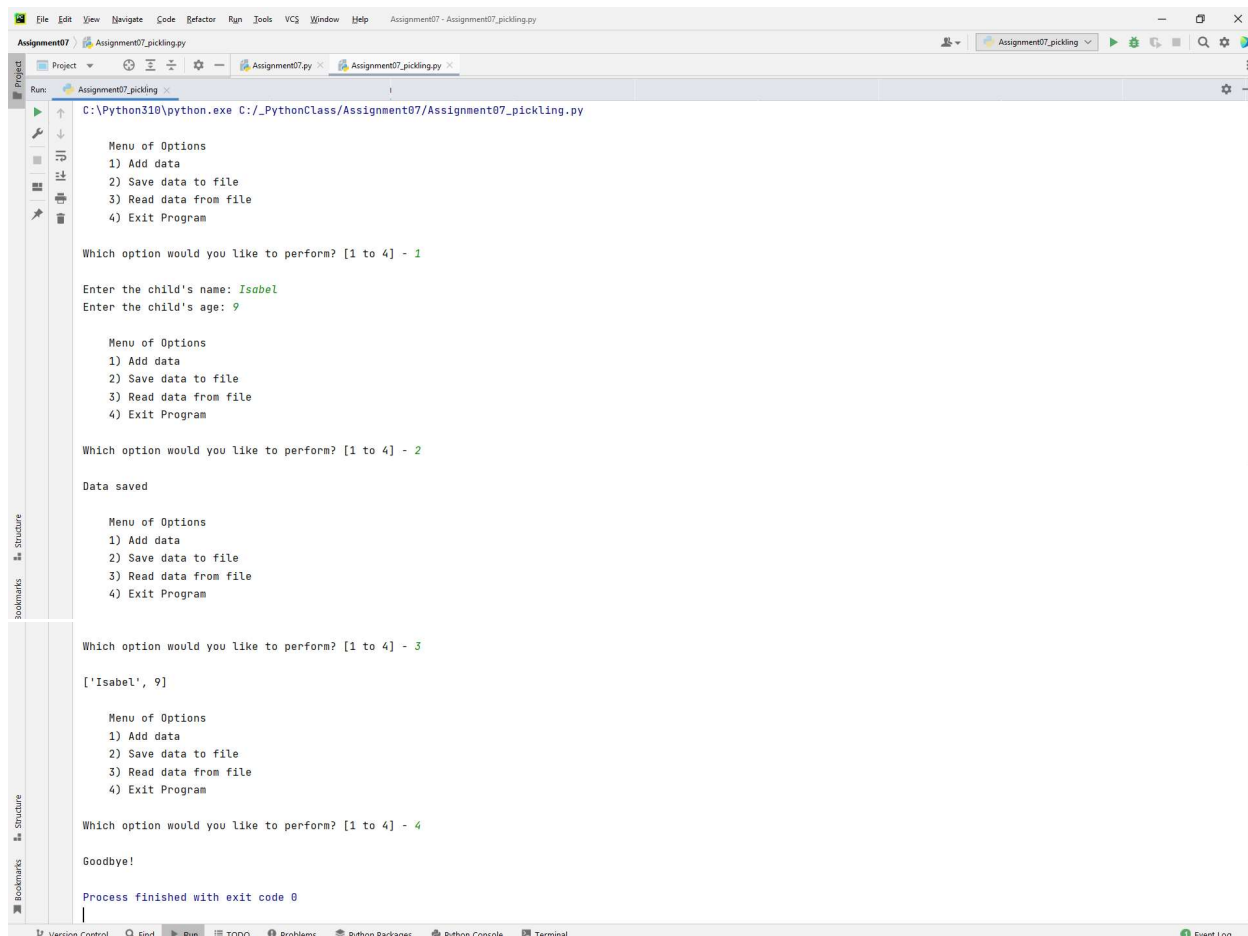 PC File Edit View Navigate Code Refactor Run Tools VCS Window Help Assignment07 - Assignment07_pickling.py
Assignment07 Assignment07_pickling.py Assignment07_pickling
Project Assignment07.py Assignment07_pickling.py
Project
Run: Assignment07_pickling
C:\Python310\python.exe C:/_PythonClass/Assignment07/Assignment07_pickling.py
Menu of Options
1) Add data
2) Save data to file
3) Read data from file
4) Exit Program
Which option would you like to perform? [1 to 4] - 1
Enter the child's name: Isabel
Enter the child's age: 9
Menu of Options
1) Add data
2) Save data to file
3) Read data from file
4) Exit Program
Which option would you like to perform? [1 to 4] - 2
Data saved
Menu of Options
1) Add data
2) Save data to file
3) Read data from file
4) Exit Program
Structure
Bookmarks
Which option would you like to perform? [1 to 4] - 3
['Isabel', 9]
Menu of Options
1) Add data
2) Save data to file
3) Read data from file
4) Exit Program
Which option would you like to perform? [1 to 4] - 4
Goodbye!
Process finished with exit code 0
Structure
Bookmarks
Version Control Find Run TODO Problems Python Packages Python Console Terminal 1 Event Log